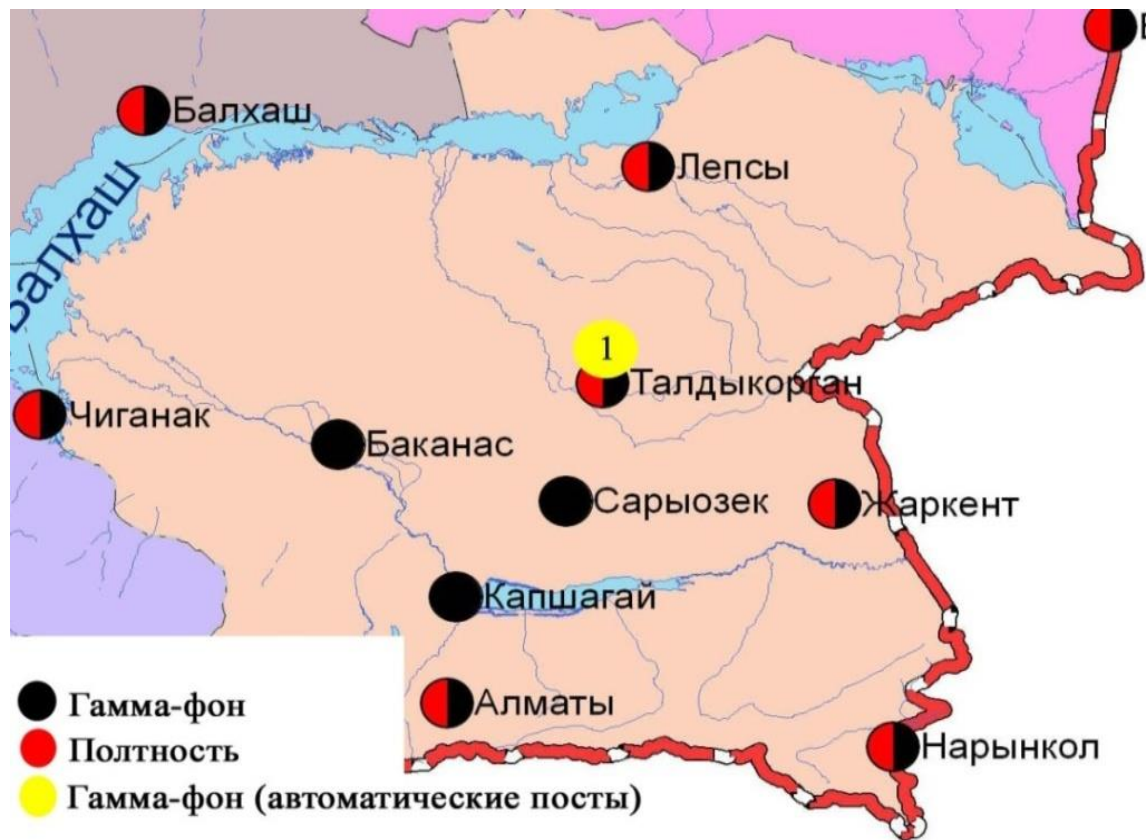 Балхаш
Лепсы
Балхаш
1
Талдыкорган
Чиганак
Баканас
Сарыозек
Жаркент
Капшагай
Алматы
Нарынкол
Гамма-фон
Полтность
Гамма-фон (автоматические посты)